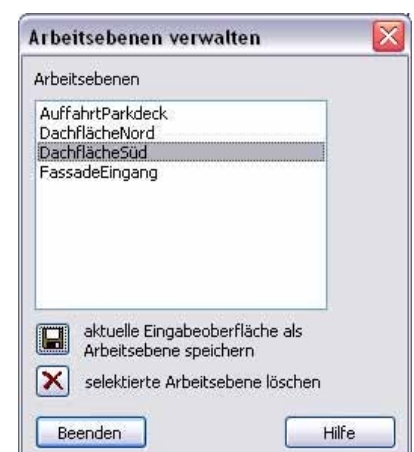 Arbeitsebenen verwalten
Arbeitsebenen
AuffahrtParkdeck
DachflächeNord
DachflächeSüd
FassadeEingang
aktuelle Eingabeoberfläche als
Arbeitsebene speichern
selektierte Arbeitsebene löschen
Beenden
Hilfe